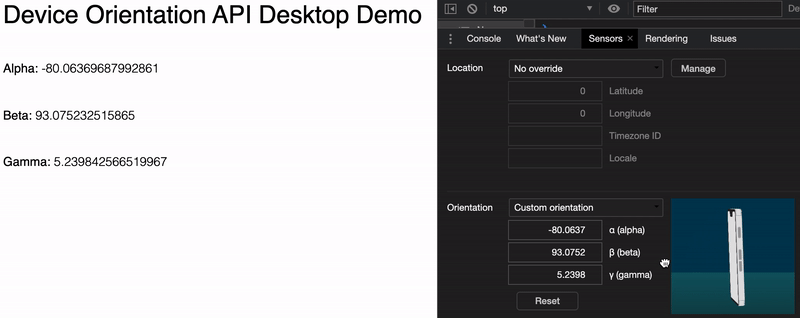 Device Orientation API Desktop Demo
Alpha: -80.06369687992861
Beta: 93.075232515865
Gamma: 5.239842566519967
top
Filter
Console What's New Sensors × Rendering Issues
Location No override Manage
0 Latitude
0 Longitude
Timezone ID
Locale
Orientation Custom orientation
-80.0637 α (alpha)
93.0752 β (beta)
5.2398 γ (gamma)
Reset